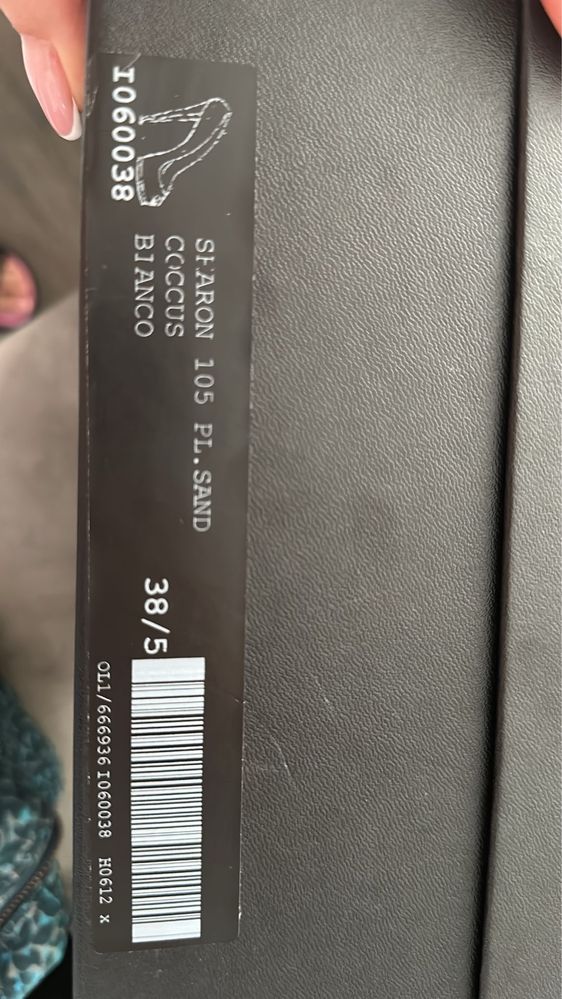 I060038
SHARON 105 PL.SAND
COCCUS
BIANCO
38/5
OL1/666936 I060038 H0612 x